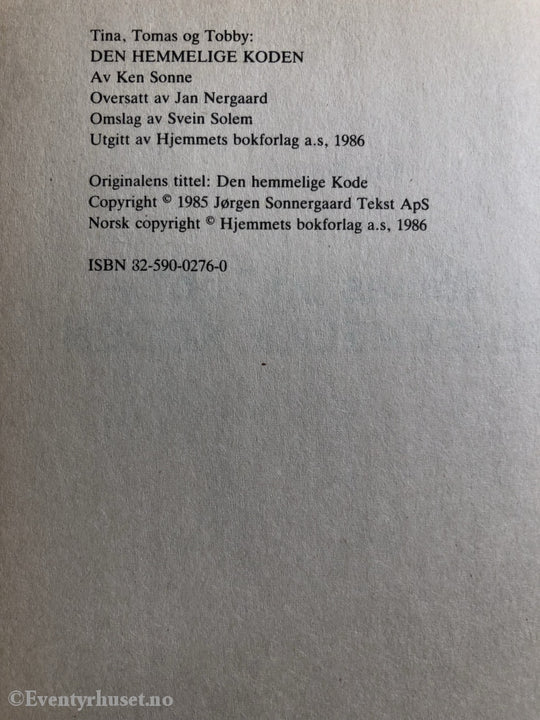 Tina, Tomas og Tobby:
DEN HEMMELIGE KODEN
Av Ken Sonne
Oversatt av Jan Nergaard
Omslag av Svein Solem
Utgitt av Hjemmets bokforlag a.s, 1986
Originalens tittel: Den hemmelige Kode
Copyright © 1985 Jørgen Sonnergaard Tekst ApS
Norsk copyright © Hjemmets bokforlag a.s, 1986
ISBN 82-590-0276-0
©Eventyrhuset.no